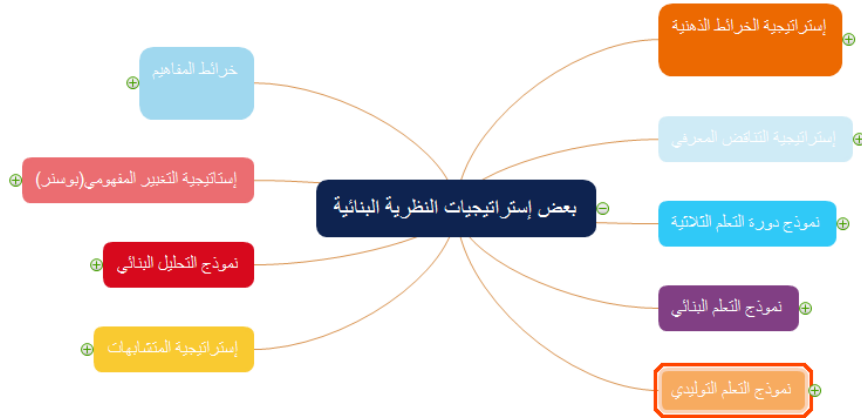 بعض إستراتيجيات النظرية البنائية
إستراتيجية الخرائط الذهنية
إستراتيجية التناقض المعرفي
نموذج دورة التعلم الثلاثية
نموذج التعلم البنائي
نموذج التعلم التوليدي
خرائط المفاهيم
إستاتيجية التغيير المفهومي(بوسنر)
نموذج التحليل البنائي
إستراتيجية المتشابهات